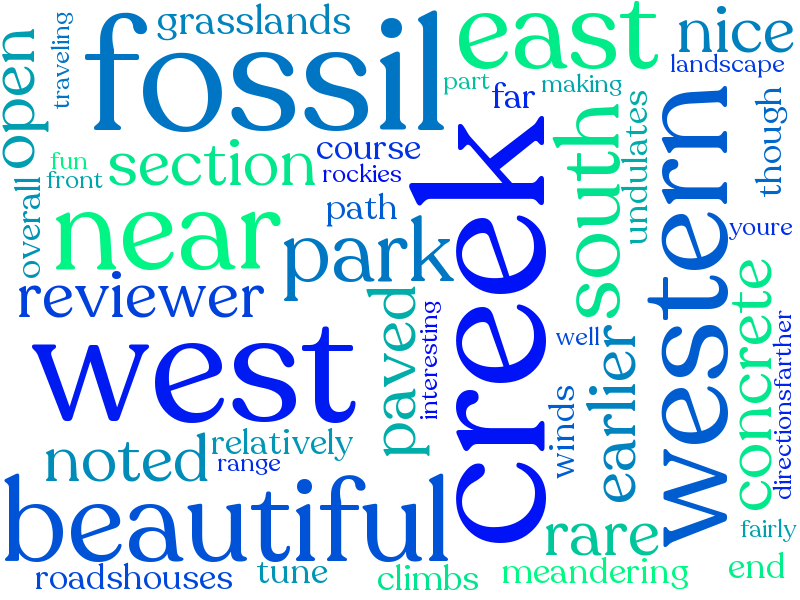 grasslands
traveling
open
fossil
east
nice
landscape
part
making
far
fun
front
section
course
rockies
path
overall
near
park
reviewer
south
undulates
though
youre
western
creek
west
paved
interesting
well
earlier
winds
concrete
farther
directions
noted
relatively
range
beautiful
rare
fairly
roadshouses
tune
climbs
meandering
end